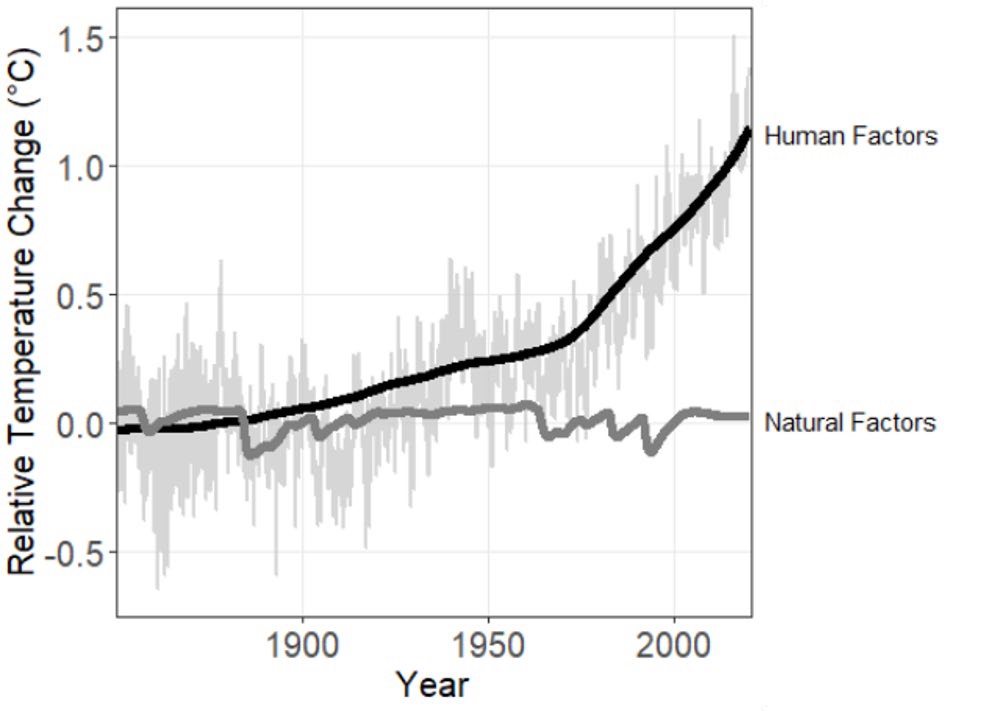 Relative Temperature Change (°C)
1.5
1.0
0.5
0.0
-0.5
Human Factors
Natural Factors
1900
1950
2000
Year